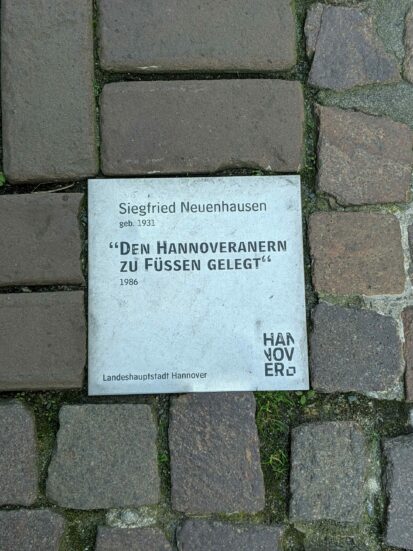 Siegfried Neuenhausen
geb. 1931
“DEN HANNOVERANERN
ZU FÜSSEN GELEGT“
1986
HAN
NOV
ER
Landeshauptstadt Hannover